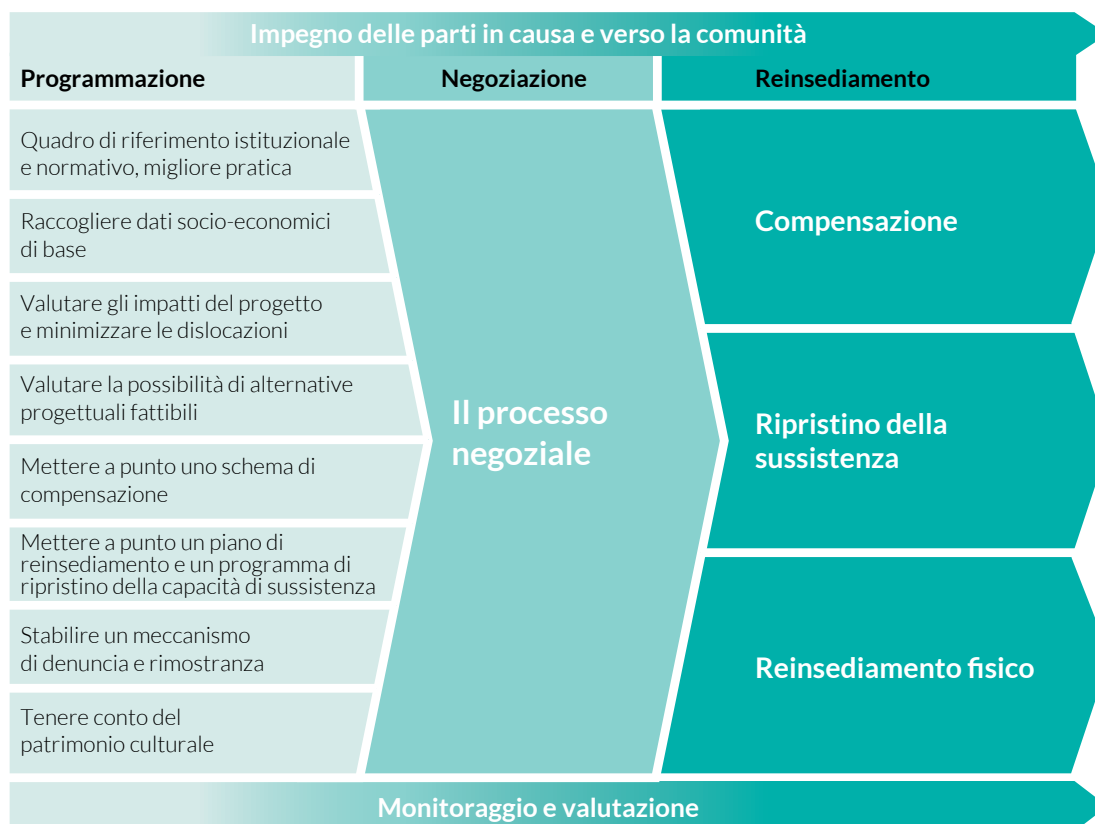 Impegno delle parti in causa e verso la comunità
Programmazione
Negoziazione
Reinsediamento
Quadro di riferimento istituzionale
e normativo, migliore pratica
Raccogliere dati socio-economici
di base
Valutare gli impatti del progetto
e minimizzare le dislocazioni
Valutare la possibilità di alternative
progettuali fattibili
Mettere a punto uno schema di
compensazione
Mettere a punto un piano di
reinsediamento e un programma di
ripristino della capacità di sussistenza
Stabilire un meccanismo
di denuncia e rimostranza
Tenere conto del
patrimonio culturale
Il processo
negoziale
Compensazione
Ripristino della
sussistenza
Reinsediamento fisico
Monitoraggio e valutazione